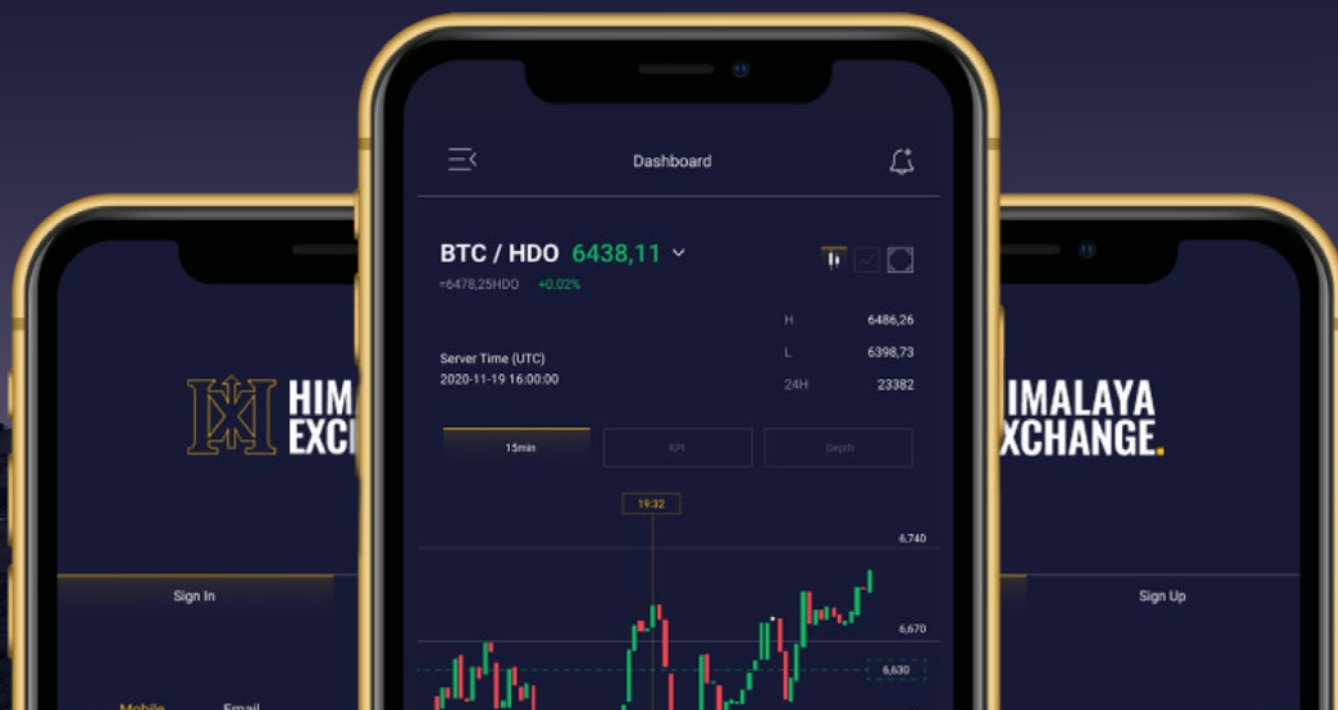 Dashboard
BTC / HDO 6438,11
≈6478,25HDO +0.02%
H 6486,26
Server Time (UTC)
L 6398,73
2020-11-19 16:00:00
24H 23382
HIM
EXC
IMALAYA
XCHANGE.
15min KPI Depth
19:32
6,740
Sign In
Sign Up
6,670
6,630
Mobile Email